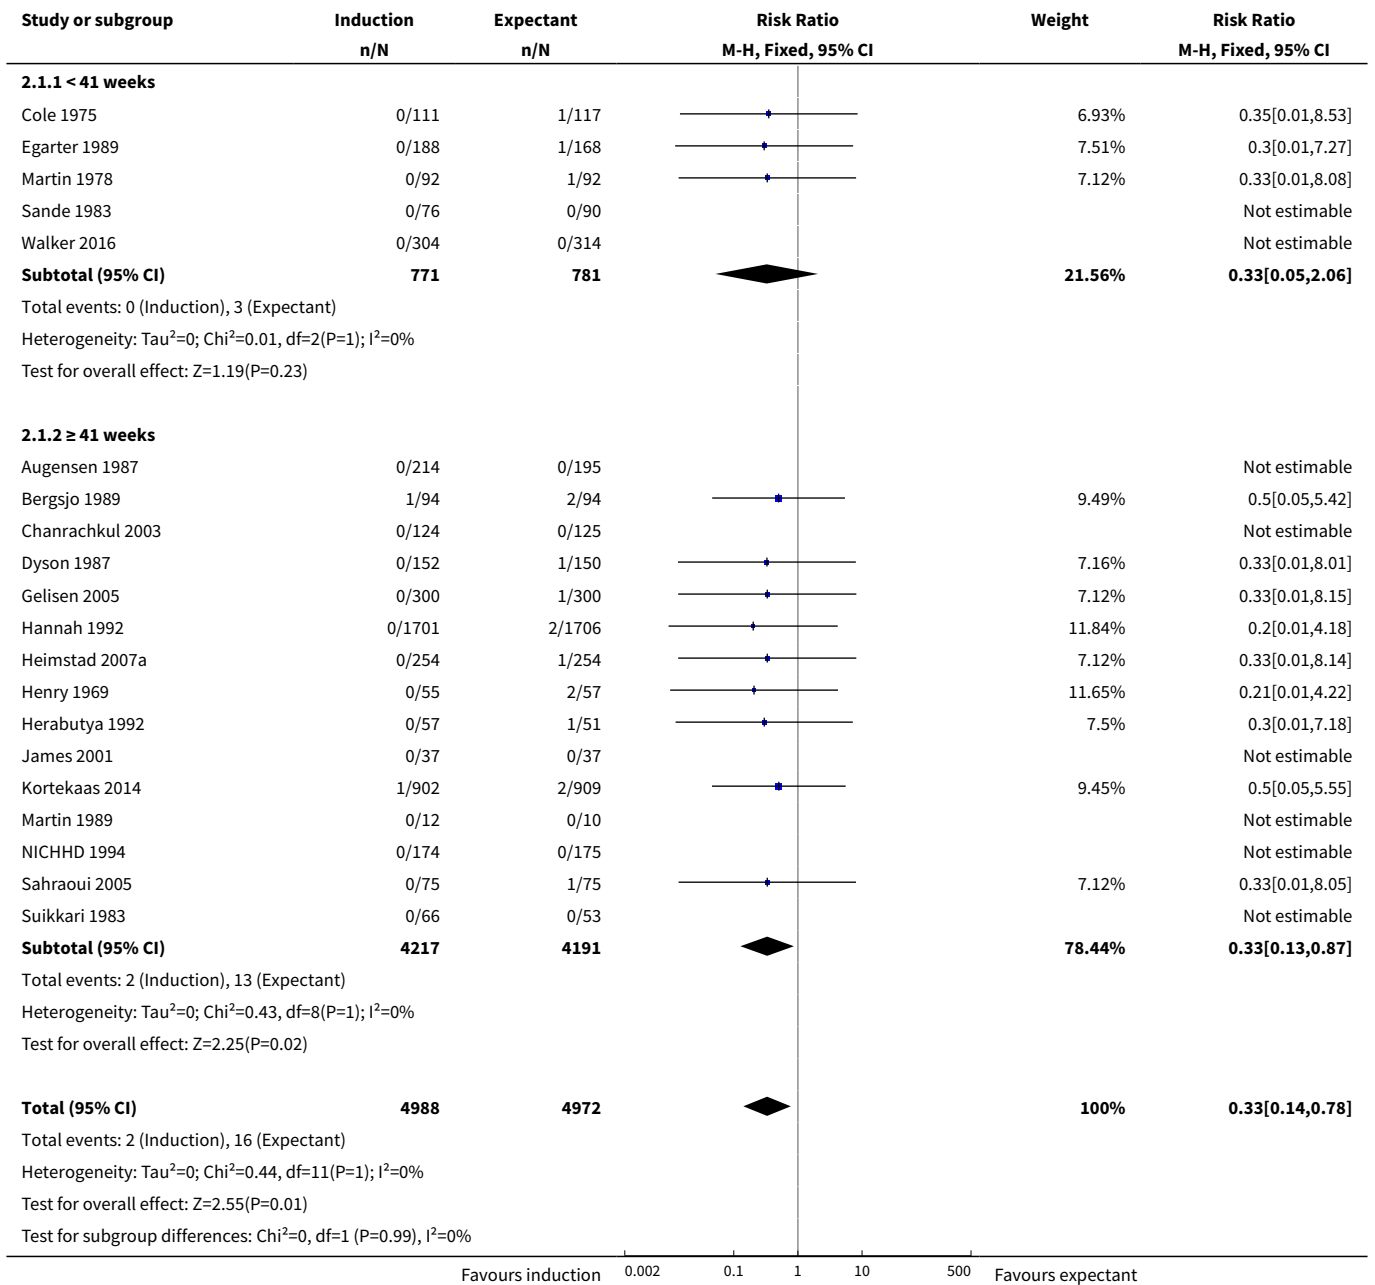 Study or subgroup Induction Expectant Risk Ratio Weight Risk Ratio
n/N n/N M-H, Fixed, 95% CI M-H, Fixed, 95% CI
2.1.1 < 41 weeks
Cole 1975 0/111 1/117 6.93% 0.35[0.01,8.53]
Egarter 1989 0/188 1/168 7.51% 0.3[0.01,7.27]
Martin 1978 0/92 1/92 7.12% 0.33[0.01,8.08]
Sande 1983 0/76 0/90 Not estimable
Walker 2016 0/304 0/314 Not estimable
Subtotal (95% CI) 771 781 21.56% 0.33[0.05,2.06]
Total events: 0 (Induction), 3 (Expectant)
Heterogeneity: Tau²=0; Chi²=0.01, df=2(P=1); I²=0%
Test for overall effect: Z=1.19(P=0.23)
2.1.2 ≥ 41 weeks
Augensen 1987 0/214 0/195 Not estimable
Bergsjo 1989 1/94 2/94 9.49% 0.5[0.05,5.42]
Chanrachkul 2003 0/124 0/125 Not estimable
Dyson 1987 0/152 1/150 7.16% 0.33[0.01,8.01]
Gelisen 2005 0/300 1/300 7.12% 0.33[0.01,8.15]
Hannah 1992 0/1701 2/1706 11.84% 0.2[0.01,4.18]
Heimstad 2007a 0/254 1/254 7.12% 0.33[0.01,8.14]
Henry 1969 0/55 2/57 11.65% 0.21[0.01,4.22]
Herabutya 1992 0/57 1/51 7.5% 0.3[0.01,7.18]
James 2001 0/37 0/37 Not estimable
Kortekaas 2014 1/902 2/909 9.45% 0.5[0.05,5.55]
Martin 1989 0/12 0/10 Not estimable
NICHHD 1994 0/174 0/175 Not estimable
Sahraoui 2005 0/75 1/75 7.12% 0.33[0.01,8.05]
Suikkari 1983 0/66 0/53 Not estimable
Subtotal (95% CI) 4217 4191 78.44% 0.33[0.13,0.87]
Total events: 2 (Induction), 13 (Expectant)
Heterogeneity: Tau²=0; Chi²=0.43, df=8(P=1); I²=0%
Test for overall effect: Z=2.25(P=0.02)
Total (95% CI) 4988 4972 100% 0.33[0.14,0.78]
Total events: 2 (Induction), 16 (Expectant)
Heterogeneity: Tau²=0; Chi²=0.44, df=11(P=1); I²=0%
Test for overall effect: Z=2.55(P=0.01)
Test for subgroup differences: Chi²=0, df=1 (P=0.99), I²=0%
Favours induction 0.002 0.1 1 10 500 Favours expectant